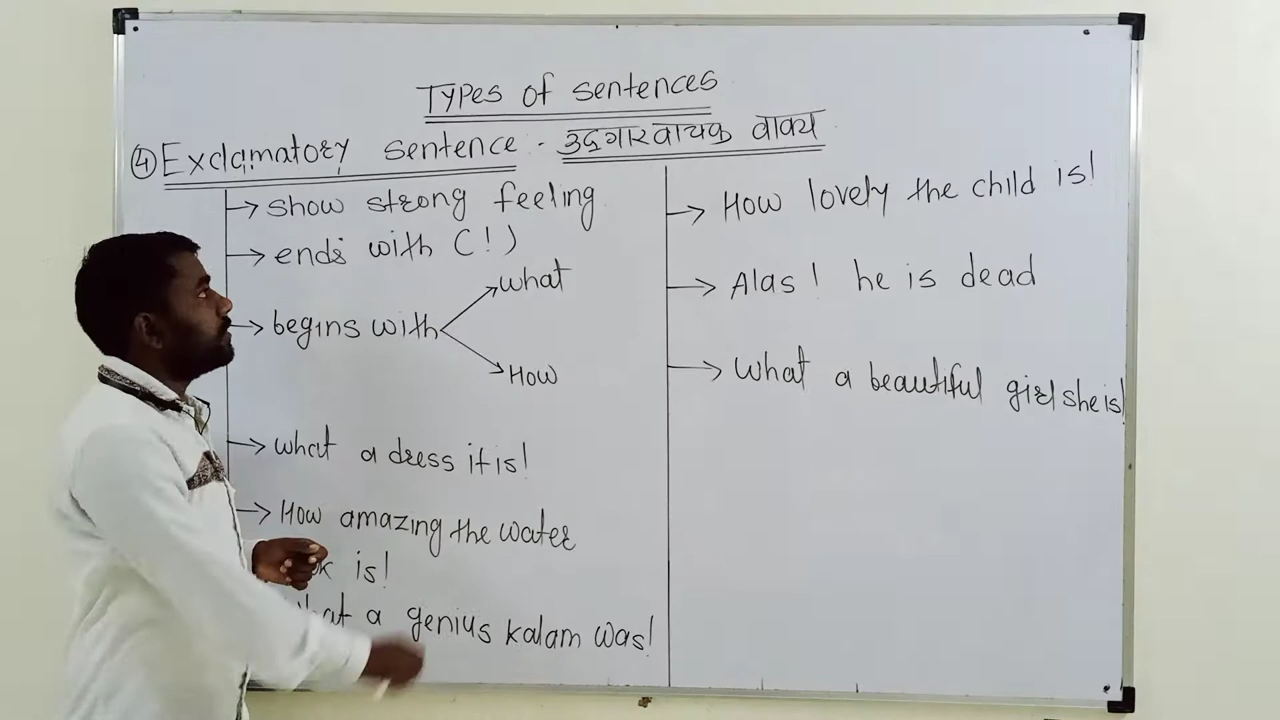 Types of sentences
④ Exclamatory sentence - उद्गारवाचक वाक्य
→ show strong feeling
→ ends with (!)
→ begins with
what
How
→ what a dress it is!
→ How amazing the water
is!
what a genius kalam was!
→ How lovely the child is!
→ Alas! he is dead
→ what a beautiful girl she is!